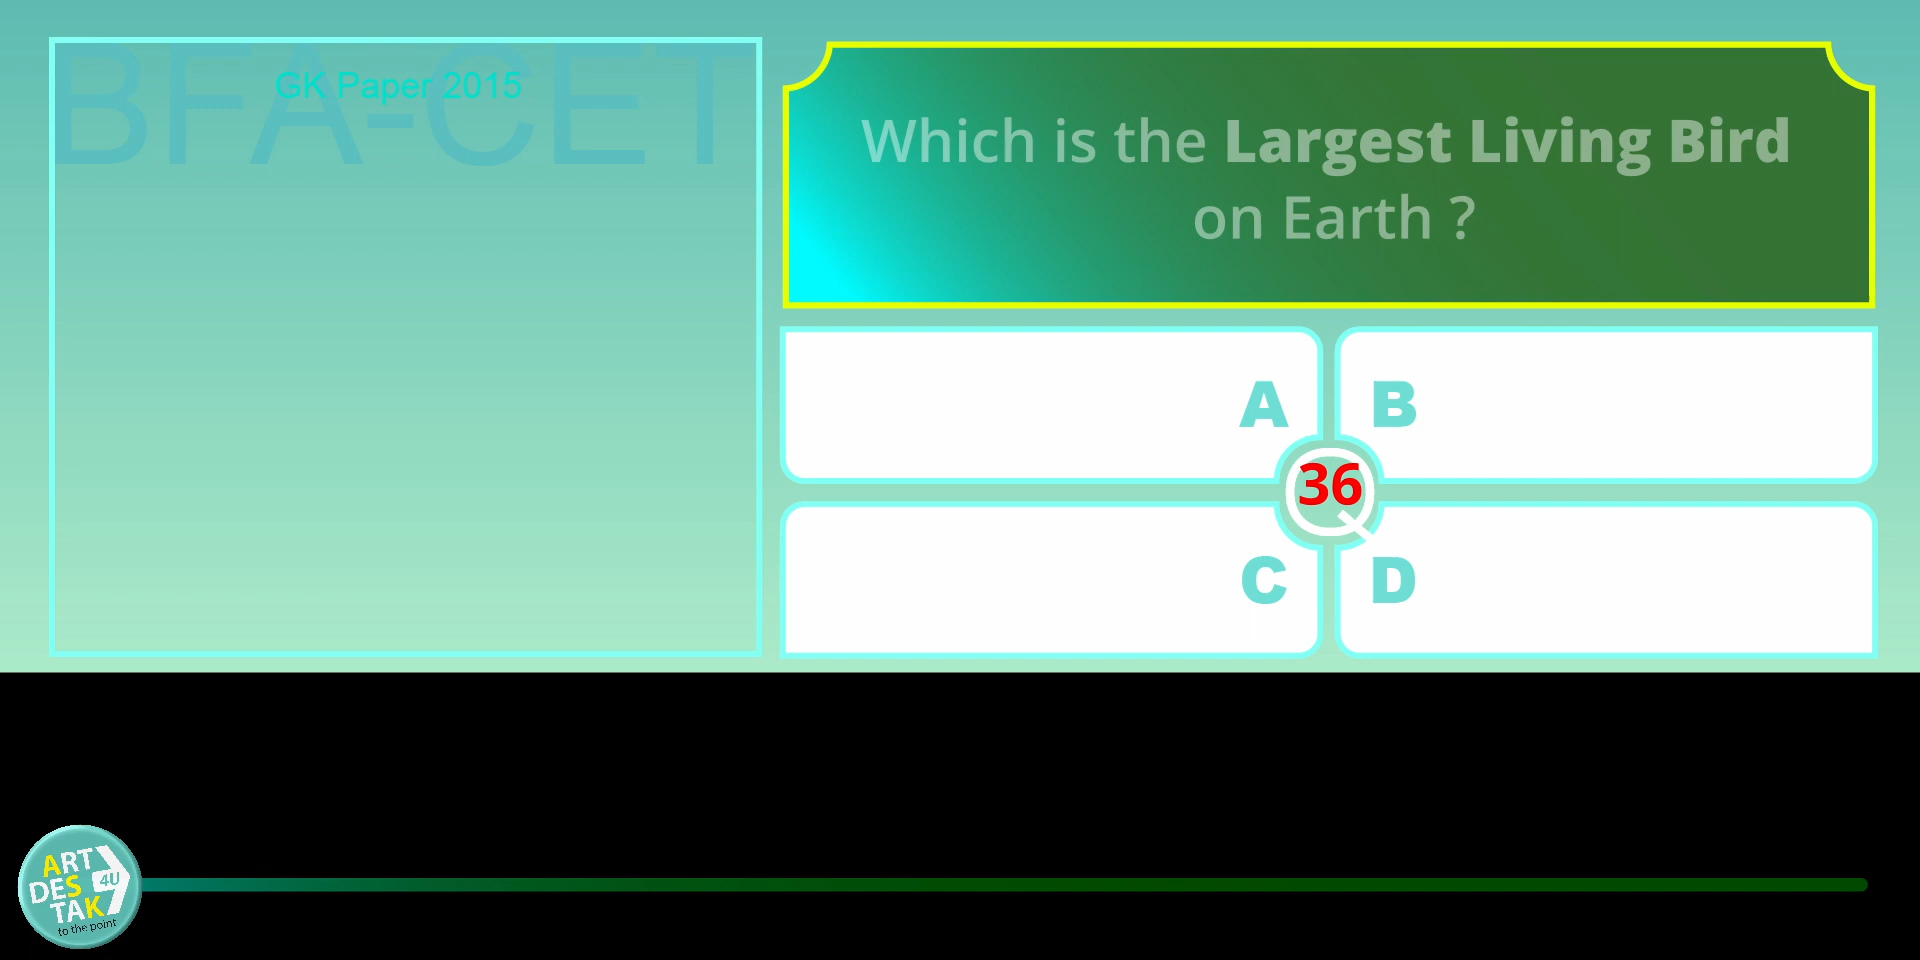 BFA-CET
GK Paper 2015
Which is the Largest Living Bird
on Earth ?
A
B
36
Q
C
D
ART
DES 4U
TAK
to the point